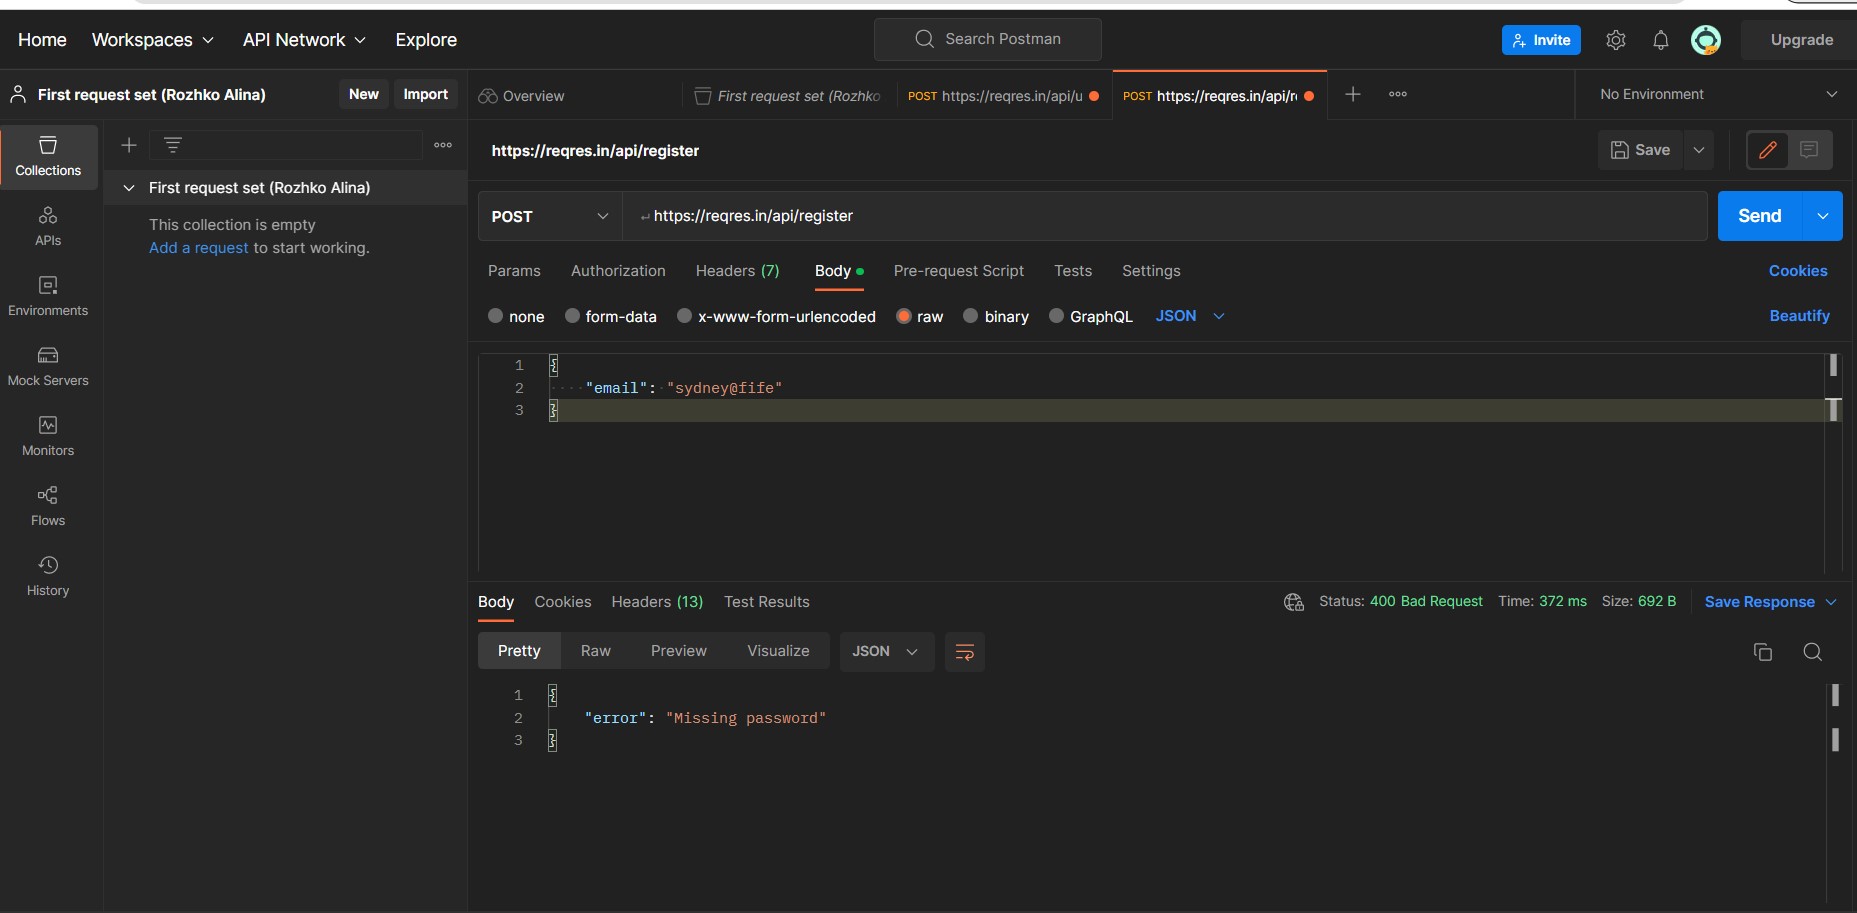 Home Workspaces API Network Explore Search Postman Invite Upgrade
First request set (Rozhko Alina) New Import Overview First request set (Rozhko POST https://reqres.in/api/u POST https://reqres.in/api/r No Environment
Collections
APIs
Environments
Mock Servers
Monitors
Flows
History
First request set (Rozhko Alina)
This collection is empty
Add a request to start working.
https://reqres.in/api/register Save
POST https://reqres.in/api/register Send
Params Authorization Headers (7) Body Pre-request Script Tests Settings Cookies
none form-data x-www-form-urlencoded raw binary GraphQL JSON Beautify
1 {
2 "email": "sydney@fife"
3 }
Body Cookies Headers (13) Test Results Status: 400 Bad Request Time: 372 ms Size: 692 B Save Response
Pretty Raw Preview Visualize JSON
1 {
2 "error": "Missing password"
3 }